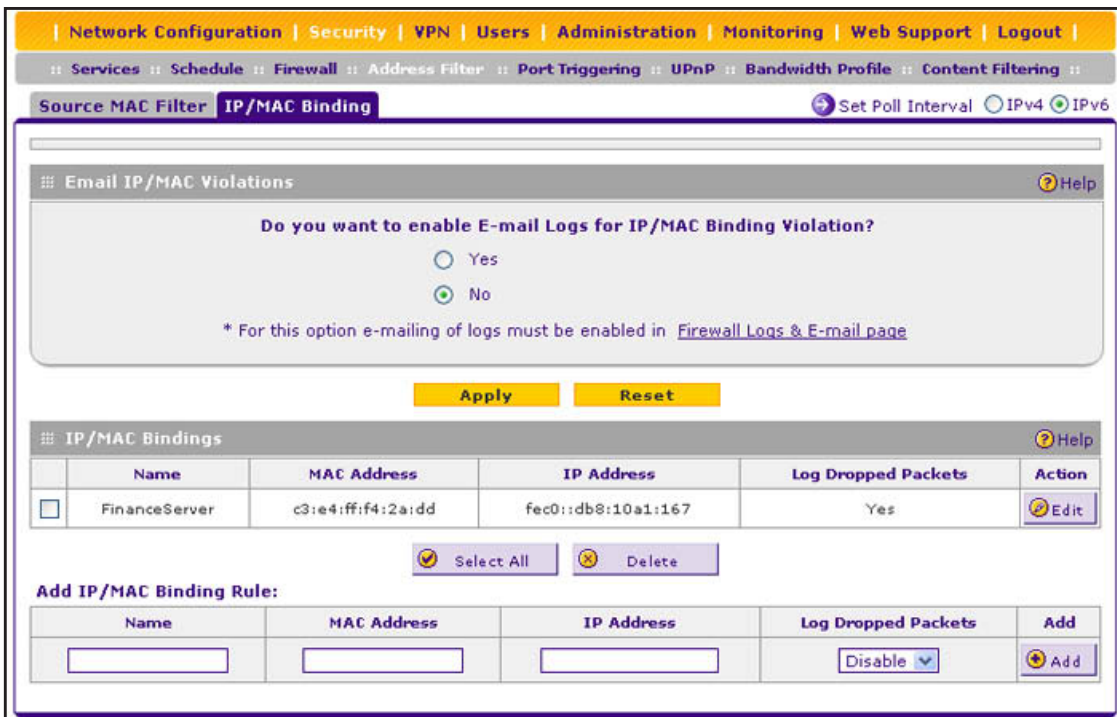 | Network Configuration | Security | VPN | Users | Administration | Monitoring | Web Support | Logout |
:: Services :: Schedule :: Firewall :: Address Filter :: Port Triggering :: UPnP :: Bandwidth Profile :: Content Filtering ::
Source MAC Filter IP/MAC Binding Set Poll Interval IPv4 IPv6
Email IP/MAC Violations ? Help
Do you want to enable E-mail Logs for IP/MAC Binding Violation?
Yes
No
* For this option e-mailing of logs must be enabled in Firewall Logs & E-mail page
Apply Reset
IP/MAC Bindings ? Help
Name MAC Address IP Address Log Dropped Packets Action
FinanceServer c3:e4:ff:f4:2a:dd fec0::db8:10a1:167 Yes Edit
Select All Delete
Add IP/MAC Binding Rule:
Name MAC Address IP Address Log Dropped Packets Add
Disable Add